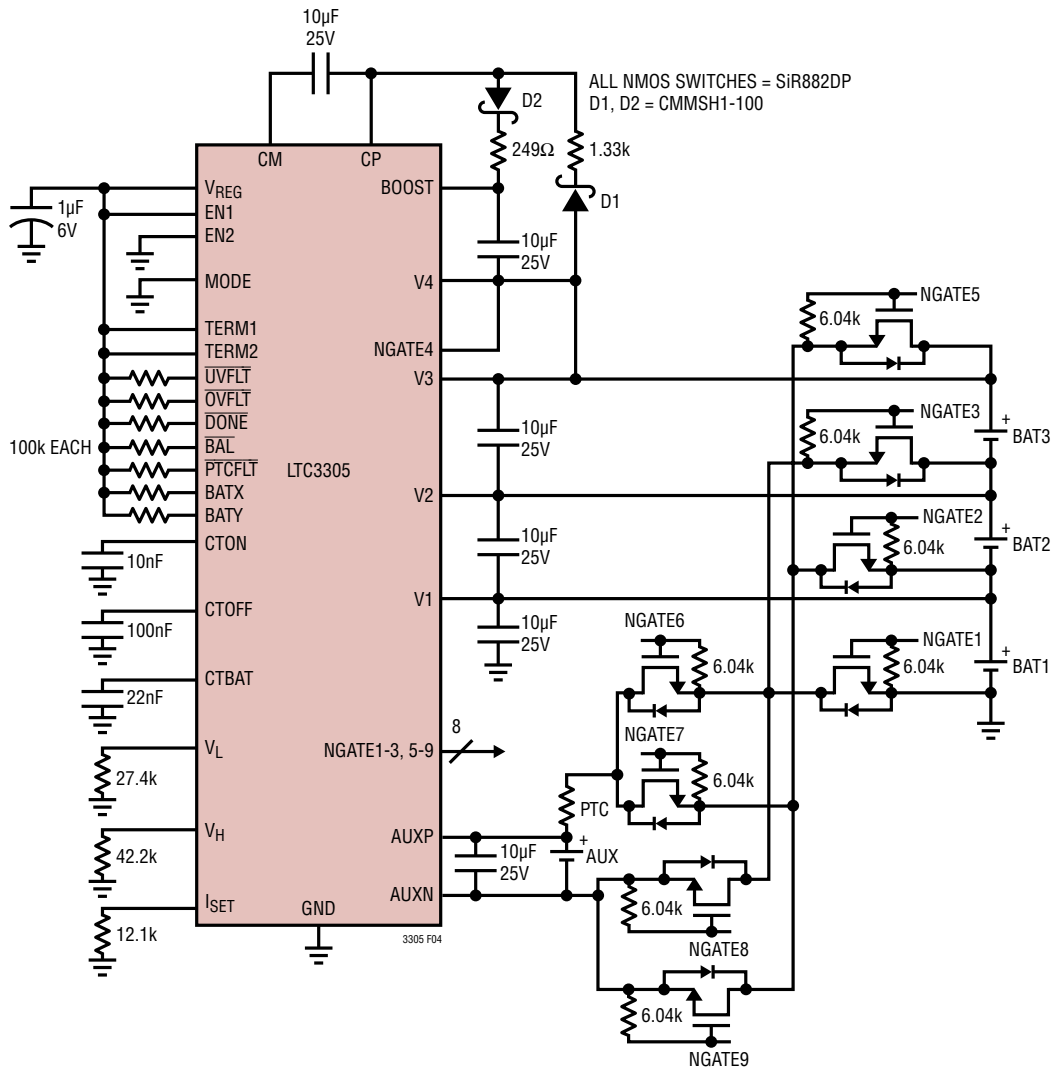 10µF
25V
ALL NMOS SWITCHES = SiR882DP
D1, D2 = CMMSH1-100
D2
249Ω
1.33k
D1
CM
CP
VREG
EN1
EN2
MODE
TERM1
TERM2
UVFLT
OVFLT
DONE
BAL
PTCFLT
BATX
BATY
CTON
CTOFF
CTBAT
VL
VH
ISET
GND
LTC3305
BOOST
V4
NGATE4
V3
V2
V1
NGATE1-3, 5-9
AUXP
AUXN
3305 F04
1µF
6V
100k EACH
10nF
100nF
22nF
27.4k
42.2k
12.1k
10µF
25V
10µF
25V
10µF
25V
10µF
25V
8
10µF
25V
PTC
+
AUX
NGATE5
6.04k
NGATE3
6.04k
+
BAT3
NGATE2
6.04k
+
BAT2
NGATE1
6.04k
+
BAT1
NGATE6
6.04k
NGATE7
6.04k
6.04k
NGATE8
6.04k
NGATE9